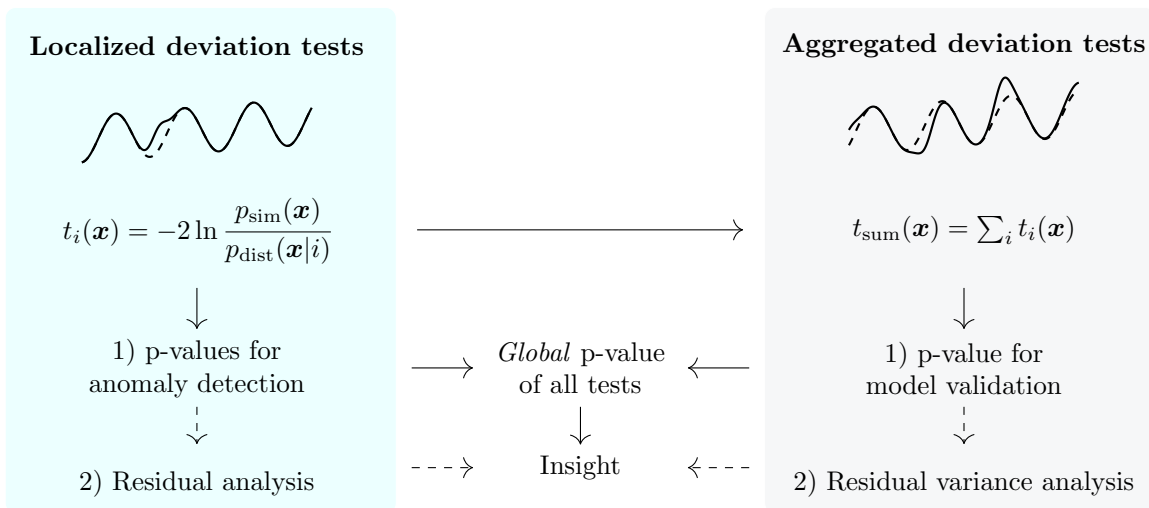 Localized deviation tests
t_i(x) = −2 ln p_sim(x) / p_dist(x|i)
1) p-values for
anomaly detection
2) Residual analysis
Global p-value
of all tests
Insight
Aggregated deviation tests
t_sum(x) = ∑_i t_i(x)
1) p-value for
model validation
2) Residual variance analysis